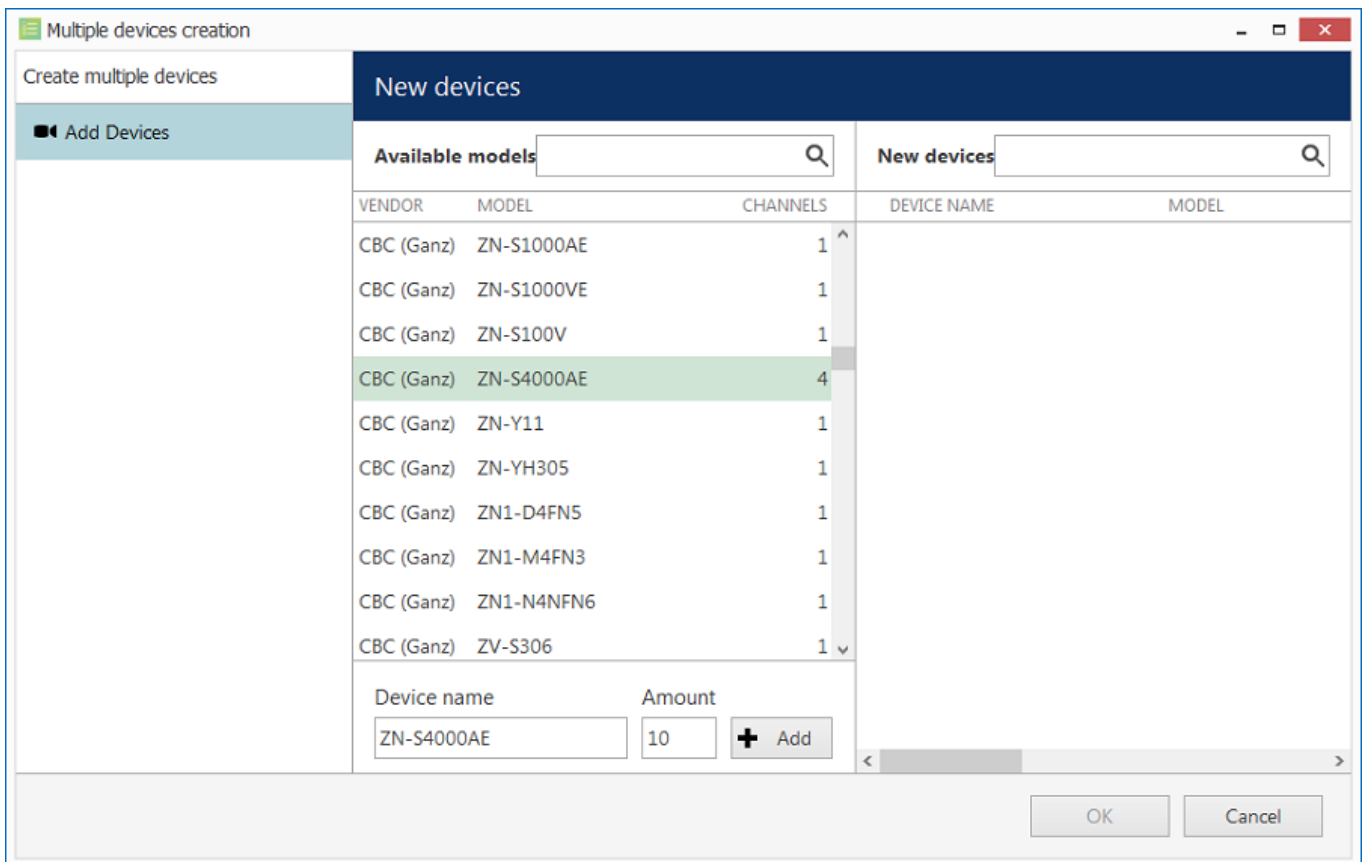 Multiple devices creation
Create multiple devices
Add Devices
New devices
Available models
New devices
VENDOR MODEL CHANNELS
DEVICE NAME MODEL
CBC (Ganz) ZN-S1000AE 1
CBC (Ganz) ZN-S1000VE 1
CBC (Ganz) ZN-S100V 1
CBC (Ganz) ZN-S4000AE 4
CBC (Ganz) ZN-Y11 1
CBC (Ganz) ZN-YH305 1
CBC (Ganz) ZN1-D4FN5 1
CBC (Ganz) ZN1-M4FN3 1
CBC (Ganz) ZN1-N4NFN6 1
CBC (Ganz) ZV-S306 1
Device name Amount
ZN-S4000AE 10 Add
OK Cancel